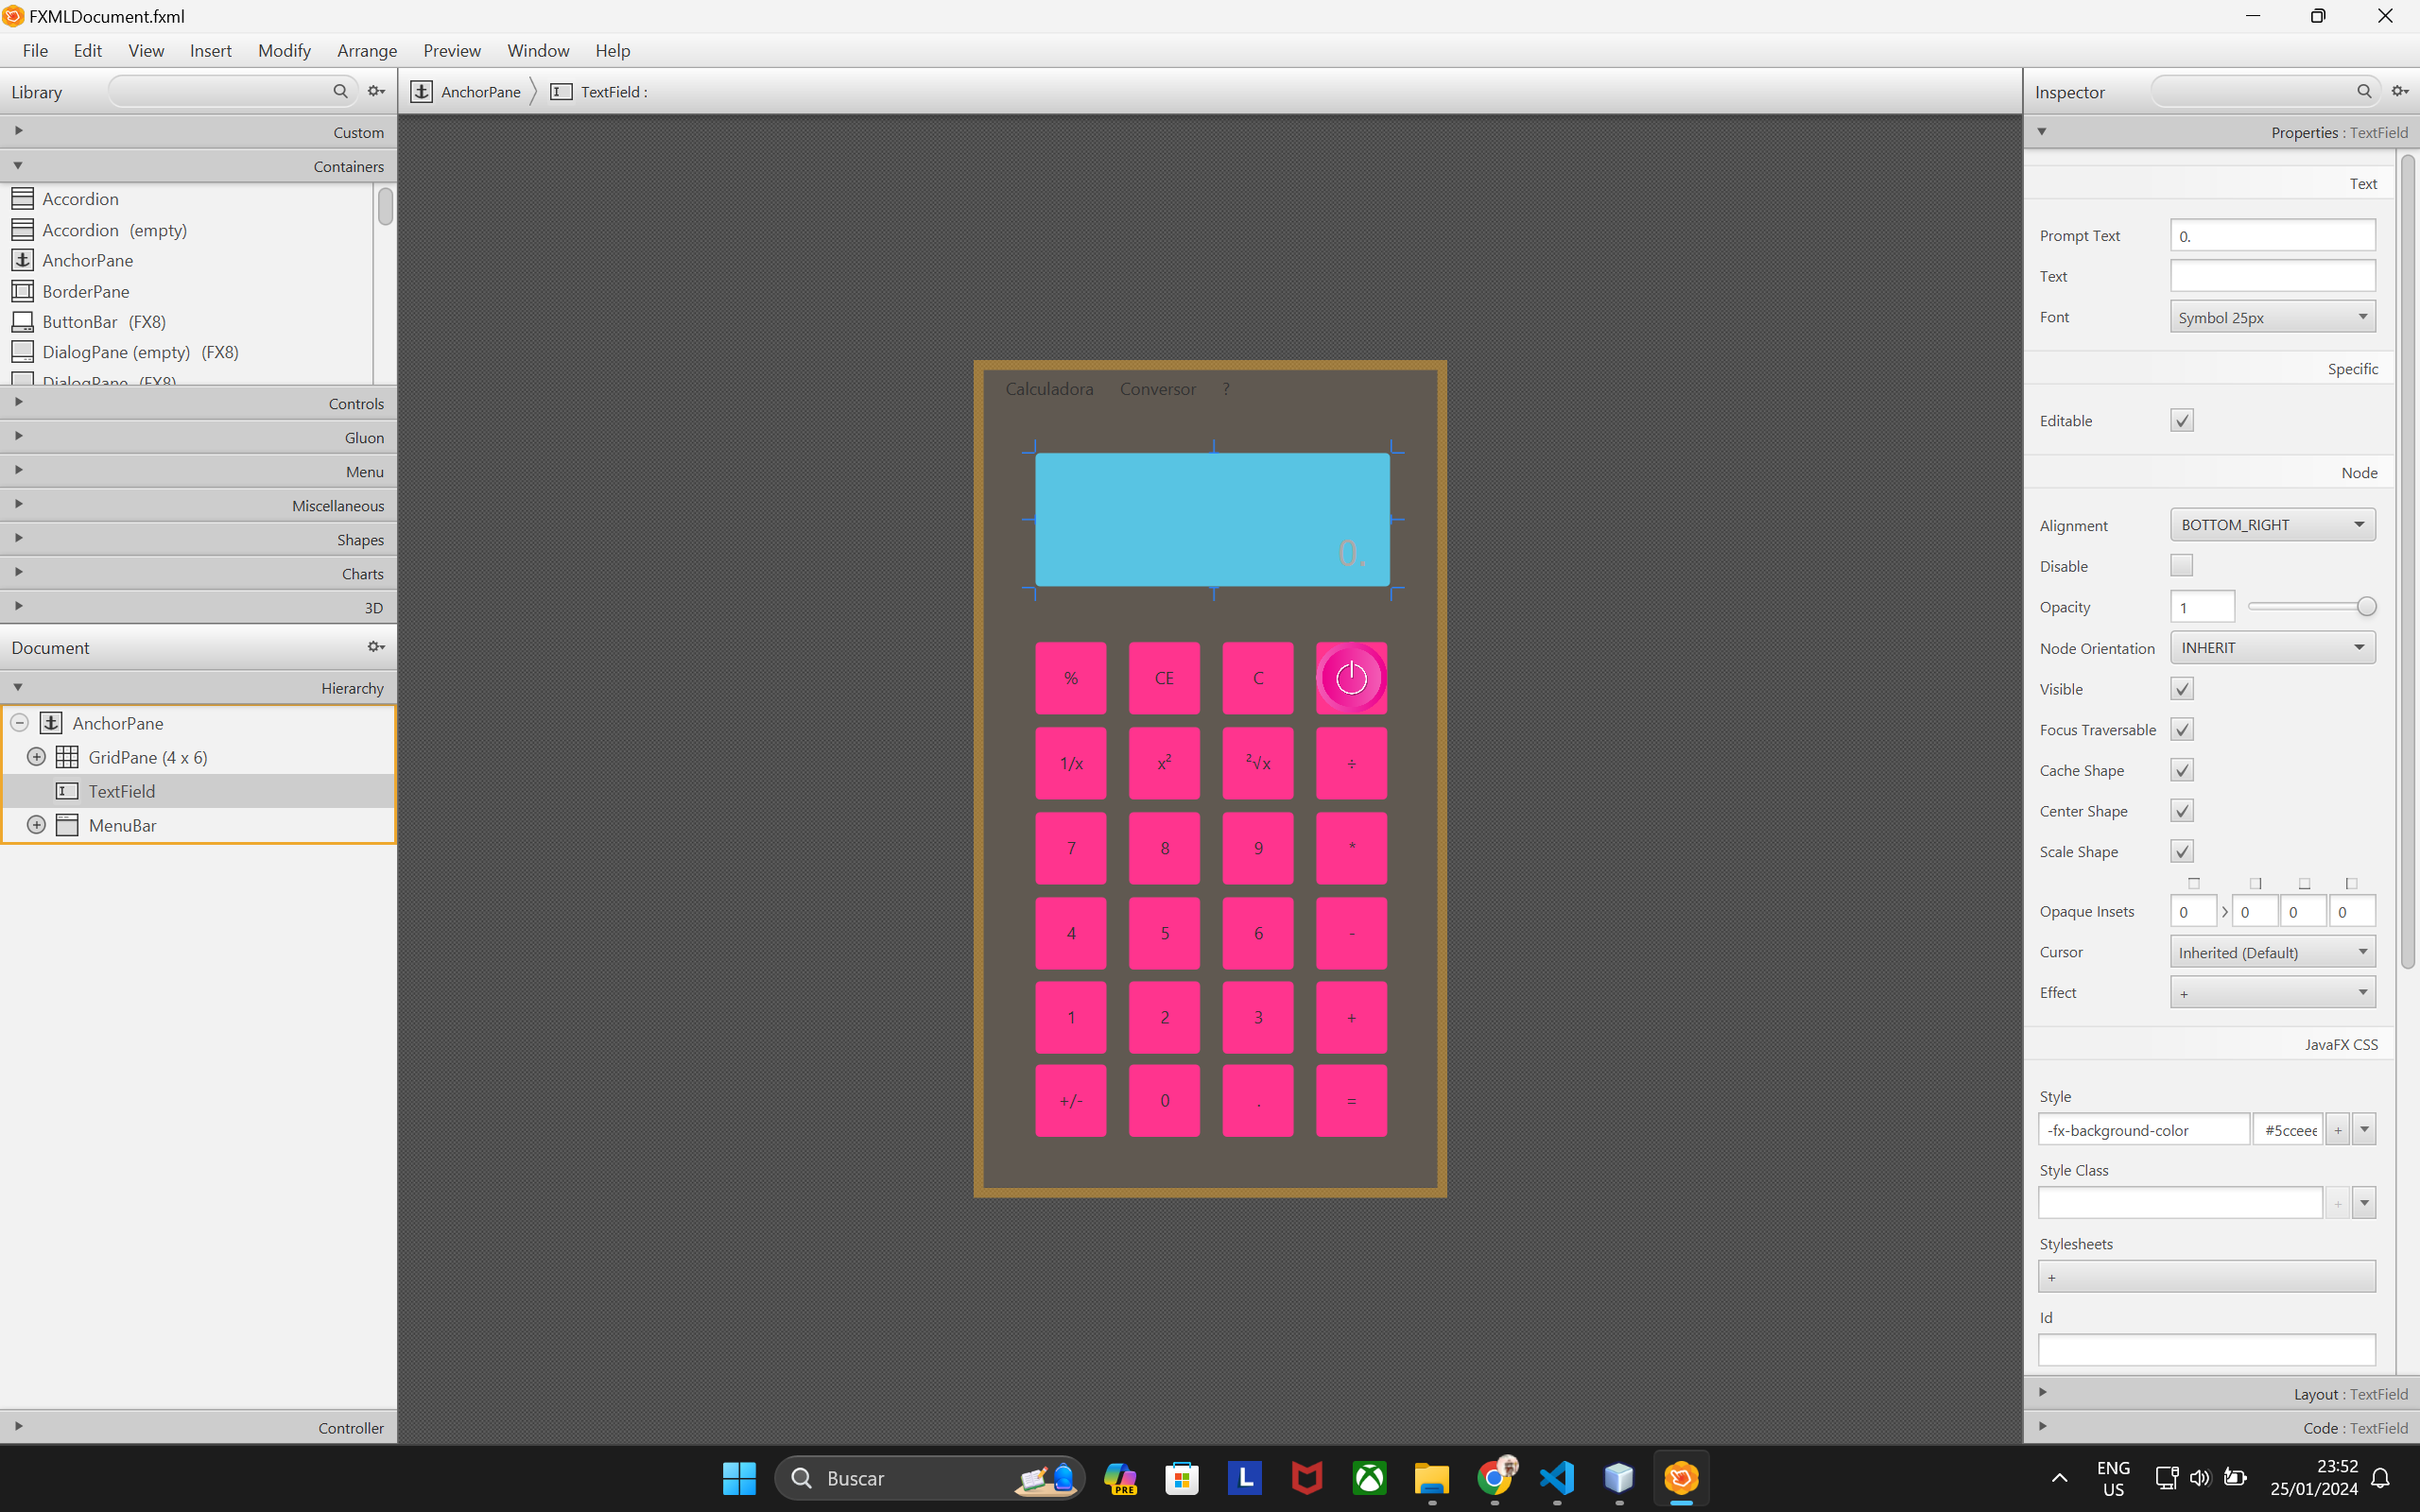 FXMLDocument.fxml
File Edit View Insert Modify Arrange Preview Window Help
Library
Custom
Containers
Accordion
Accordion (empty)
AnchorPane
BorderPane
ButtonBar (FX8)
DialogPane (empty) (FX8)
DialogPane (FX8)
Controls
Gluon
Menu
Miscellaneous
Shapes
Charts
3D
Document
Hierarchy
AnchorPane
GridPane (4 x 6)
TextField
MenuBar
Controller
AnchorPane TextField :
Calculadora Conversor ?
0.
% CE C
1/x x² ²√x ÷
7 8 9 *
4 5 6 -
1 2 3 +
+/- 0 . =
Inspector
Properties : TextField
Text
Prompt Text 0.
Text
Font Symbol 25px
Specific
Editable
Node
Alignment BOTTOM_RIGHT
Disable
Opacity 1
Node Orientation INHERIT
Visible
Focus Traversable
Cache Shape
Center Shape
Scale Shape
Opaque Insets 0 0 0 0
Cursor Inherited (Default)
Effect +
JavaFX CSS
Style
-fx-background-color #5cceee +
Style Class
+
Stylesheets
+
Id
Layout : TextField
Code : TextField
Buscar
PRE
L
ENG
US
23:52
25/01/2024